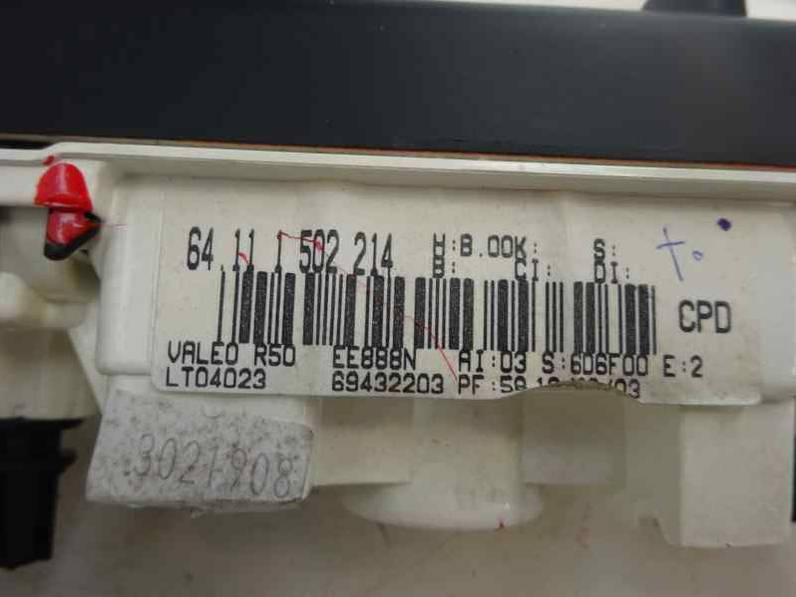 64.11 1 502 214 H:B.00K: S:
B: CI: DI:
CPD
VALEO R50 EE888N AI:03 S:606F00 E:2
LT04023 69432203 PF:58
3021908